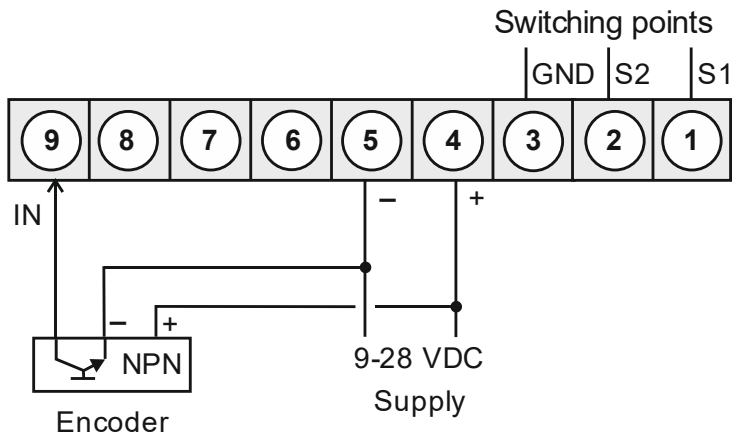 Switching points
GND S2 S1
9 8 7 6 5 4 3 2 1
IN
− +
− +
NPN
9-28 VDC
Supply
Encoder